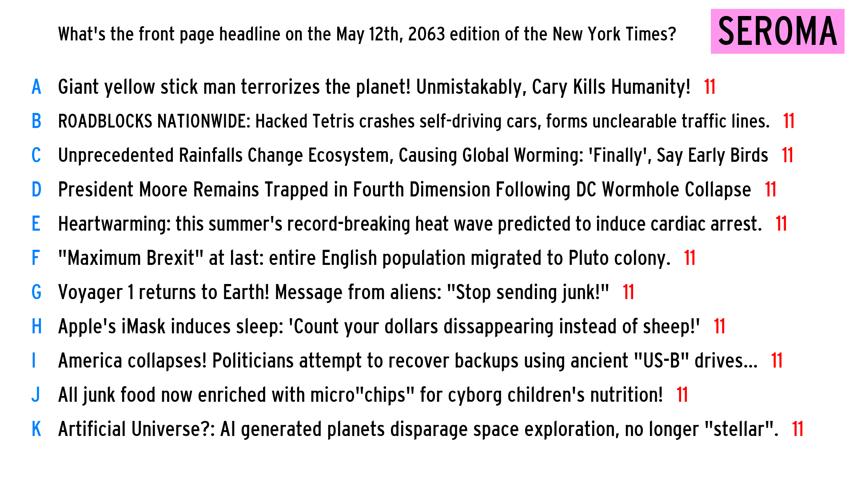 What's the front page headline on the May 12th, 2063 edition of the New York Times?
SEROMA
A Giant yellow stick man terrorizes the planet! Unmistakably, Cary Kills Humanity! 11
B ROADBLOCKS NATIONWIDE: Hacked Tetris crashes self-driving cars, forms unclearable traffic lines. 11
C Unprecedented Rainfalls Change Ecosystem, Causing Global Worming: 'Finally', Say Early Birds 11
D President Moore Remains Trapped in Fourth Dimension Following DC Wormhole Collapse 11
E Heartwarming: this summer's record-breaking heat wave predicted to induce cardiac arrest. 11
F "Maximum Brexit" at last: entire English population migrated to Pluto colony. 11
G Voyager 1 returns to Earth! Message from aliens: "Stop sending junk!" 11
H Apple's iMask induces sleep: 'Count your dollars dissappearing instead of sheep!' 11
I America collapses! Politicians attempt to recover backups using ancient "US-B" drives... 11
J All junk food now enriched with micro"chips" for cyborg children's nutrition! 11
K Artificial Universe?: AI generated planets disparage space exploration, no longer "stellar". 11